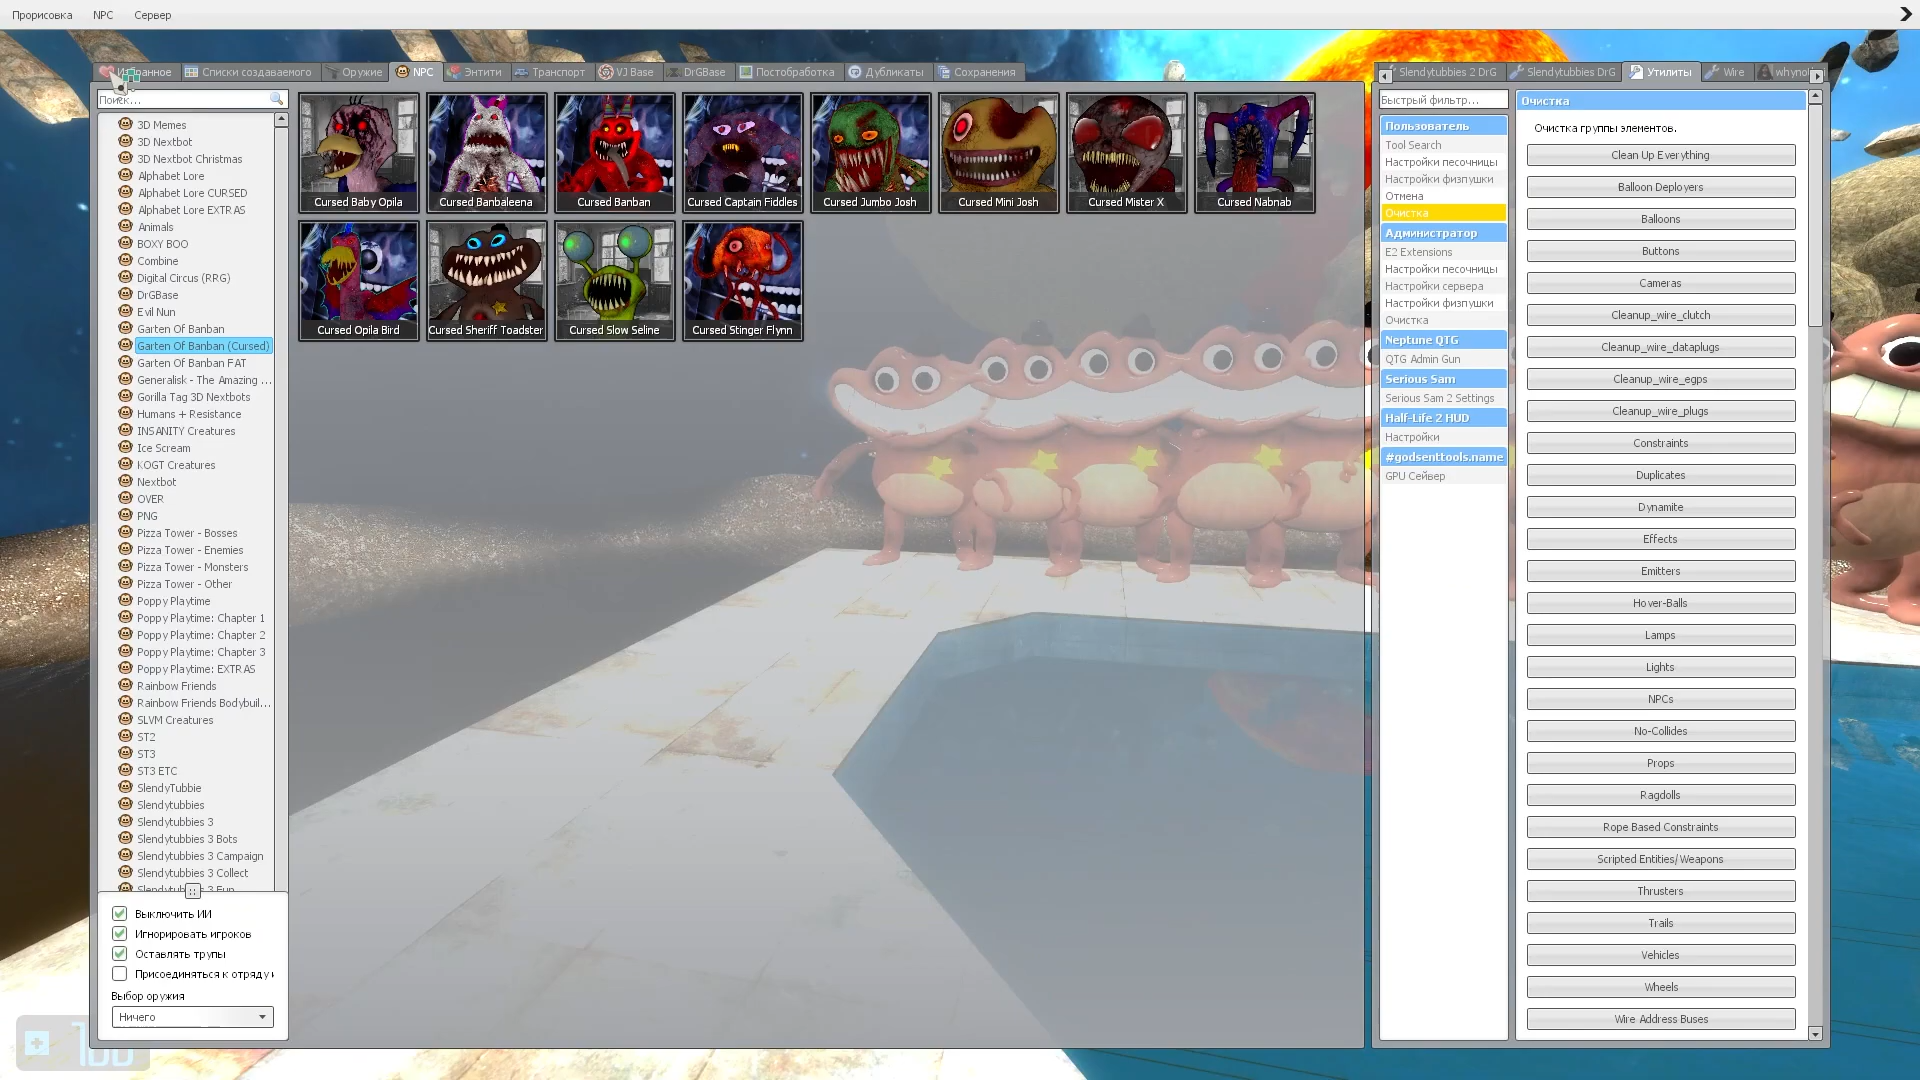 Прорисовка NPC Сервер
Избранное Списки создаваемого Оружие NPC Энтити Транспорт VJ Base DrGBase Постобработка Дубликаты Сохранения
Поиск...
3D Memes
3D Nextbot
3D Nextbot Christmas
Alphabet Lore
Alphabet Lore CURSED
Alphabet Lore EXTRAS
Animals
BOXY BOO
Combine
Digital Circus (RRG)
DrGBase
Evil Nun
Garten Of Banban
Garten Of Banban (Cursed)
Garten Of Banban FAT
Generalisk - The Amazing ...
Gorilla Tag 3D Nextbots
Humans + Resistance
INSANITY Creatures
Ice Scream
KOGT Creatures
Nextbot
OVER
PNG
Pizza Tower - Bosses
Pizza Tower - Enemies
Pizza Tower - Monsters
Pizza Tower - Other
Poppy Playtime
Poppy Playtime: Chapter 1
Poppy Playtime: Chapter 2
Poppy Playtime: Chapter 3
Poppy Playtime: EXTRAS
Rainbow Friends
Rainbow Friends Bodybuil...
SLVM Creatures
ST2
ST3
ST3 ETC
SlendyTubbie
Slendytubbies
Slendytubbies 3
Slendytubbies 3 Bots
Slendytubbies 3 Campaign
Slendytubbies 3 Collect
Выключить ИИ
Игнорировать игроков
Оставлять трупы
Присоединяться к отряду
Выбор оружия
Ничего
100
Cursed Baby Opila
Cursed Banbaleena
Cursed Banban
Cursed Captain Fiddles
Cursed Jumbo Josh
Cursed Mini Josh
Cursed Mister X
Cursed Nabnab
Cursed Opila Bird
Cursed Sheriff Toadster
Cursed Slow Seline
Cursed Stinger Flynn
Slendytubbies 2 DrG Slendytubbies DrG Утилиты Wire
Быстрый фильтр...
Пользователь
Tool Search
Настройки песочницы
Настройки физпушки
Отмена
Очистка
Администратор
E2 Extensions
Настройки песочницы
Настройки сервера
Настройки физпушки
Очистка
Neptune QTG
QTG Admin Gun
Serious Sam
Serious Sam 2 Settings
Half-Life 2 HUD
Настройки
#godsenttools.name
GPU Сейвер
Очистка
Очистка группы элементов.
Clean Up Everything
Balloon Deployers
Balloons
Buttons
Cameras
Cleanup_wire_clutch
Cleanup_wire_dataplugs
Cleanup_wire_egps
Cleanup_wire_plugs
Constraints
Duplicates
Dynamite
Effects
Emitters
Hover-Balls
Lamps
Lights
NPCs
No-Collides
Props
Ragdolls
Rope Based Constraints
Scripted Entities/Weapons
Thrusters
Trails
Vehicles
Wheels
Wire Address Buses